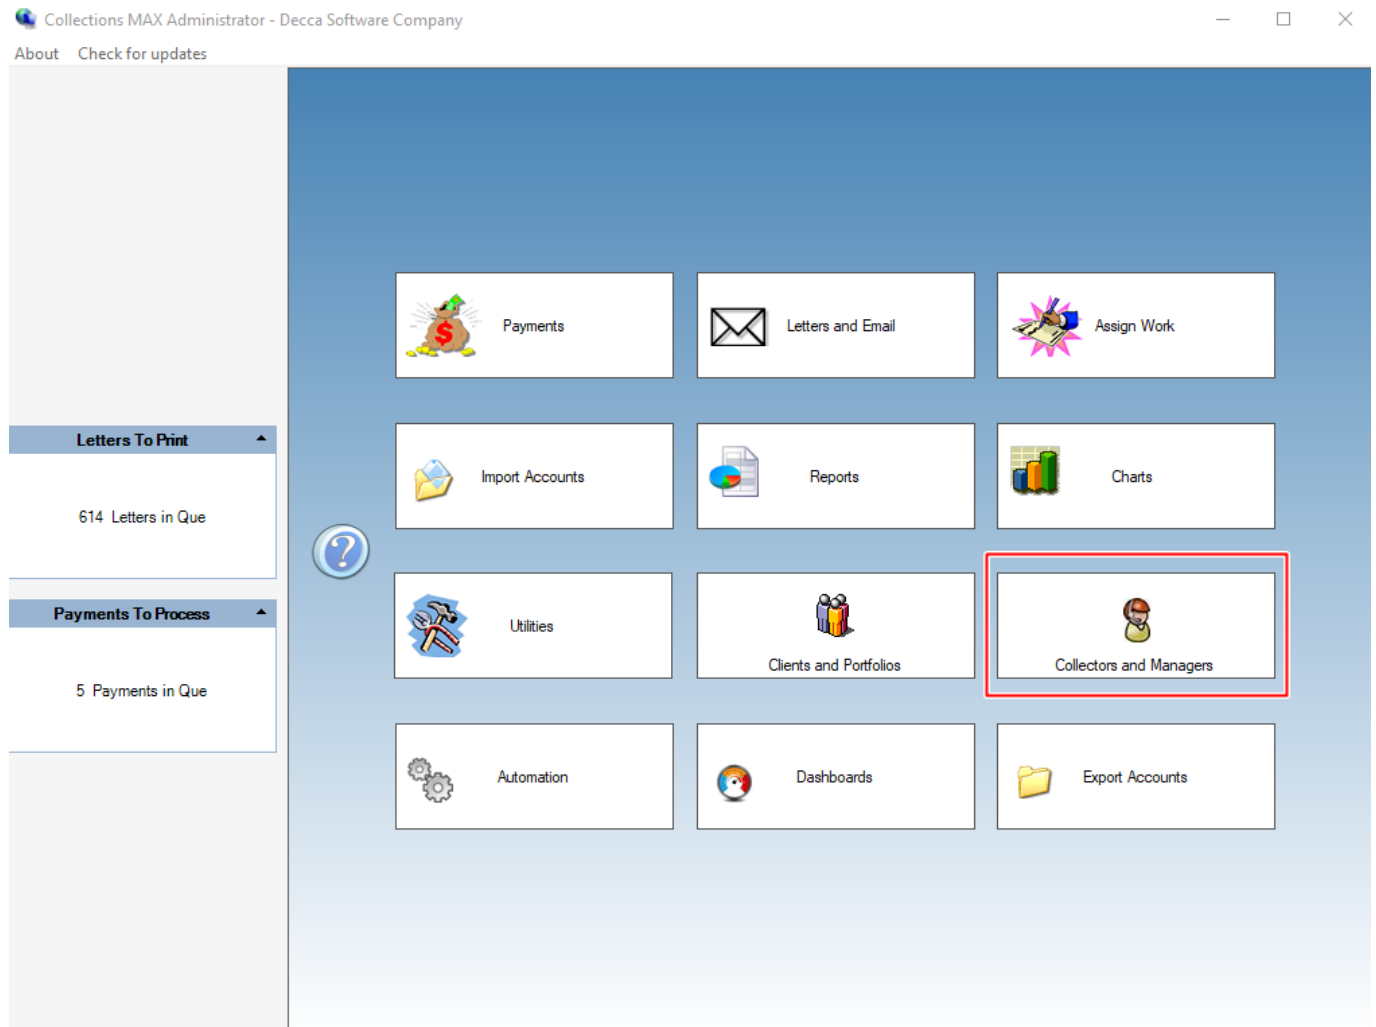 Collections MAX Administrator - Decca Software Company
About Check for updates
Payments
Letters and Email
Assign Work
Letters To Print
614 Letters in Que
Import Accounts
Reports
Charts
?
Payments To Process
5 Payments in Que
Utilities
Clients and Portfolios
Collectors and Managers
Automation
Dashboards
Export Accounts